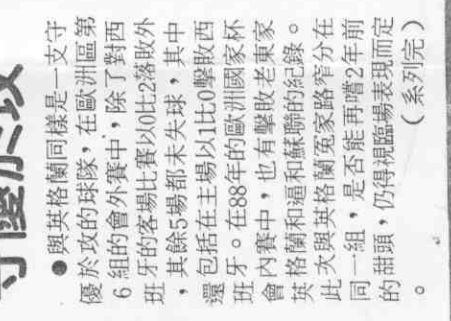 守優於攻
●與英格蘭同樣是一支守
優於攻的球隊，在歐洲區第
6組的會外賽中，除了對西
班牙的客場比賽以0比2落敗外
，其餘5場都未失球，其中
還包括在主場以1比0擊敗西
班牙。在88年的歐洲國家杯
會內賽中，也有擊敗老東家
英格蘭和逼和蘇聯的紀錄。
此次與英格蘭冤家路窄分在
同一組，是否能再嚐2年前
的甜頭，仍得視臨場表現而定
。（系列完）